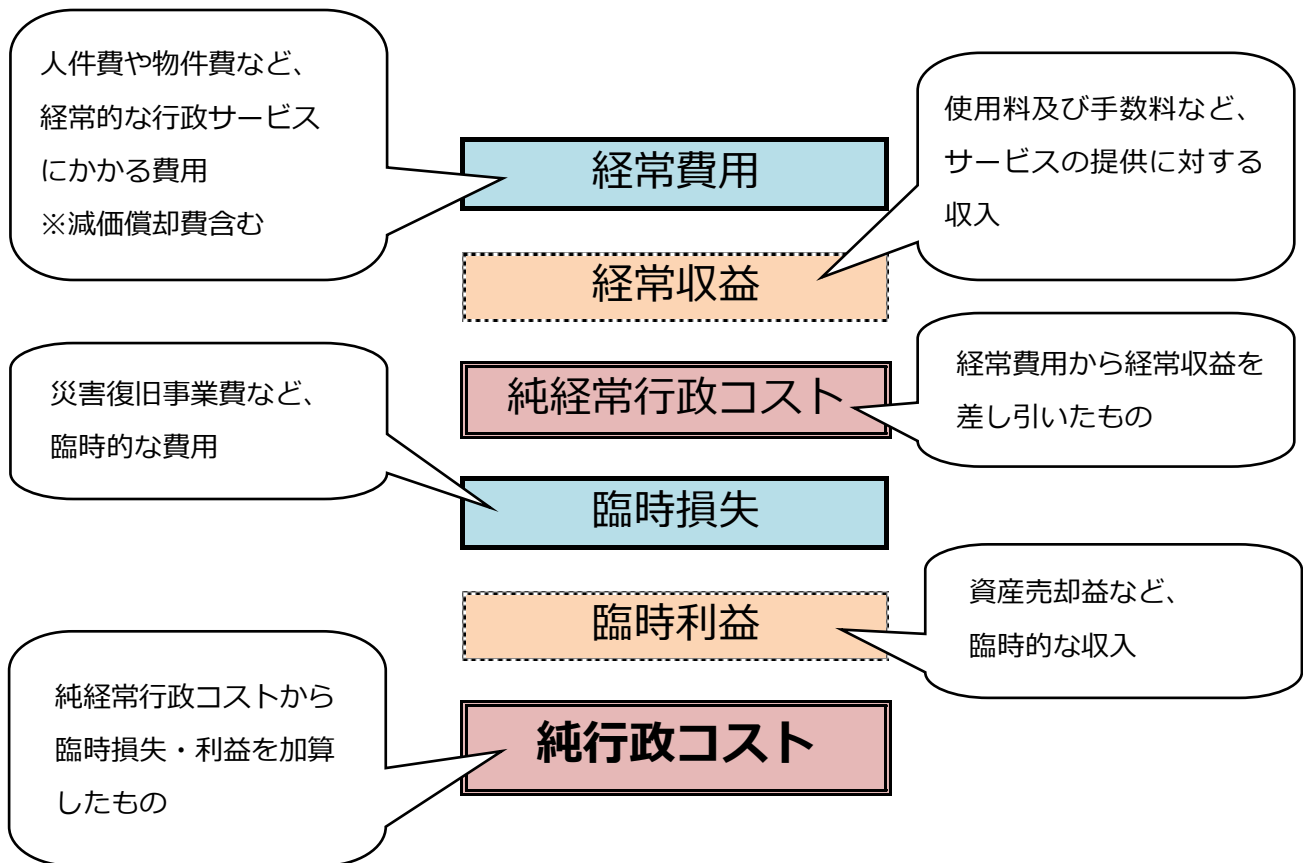 人件費や物件費など、
経常的な行政サービス
にかかる費用
※減価償却費含む
経常費用
使用料及び手数料など、
サービスの提供に対する
収入
経常収益
純経常行政コスト
経常費用から経常収益を
差し引いたもの
災害復旧事業費など、
臨時的な費用
臨時損失
臨時利益
資産売却益など、
臨時的な収入
純経常行政コストから
臨時損失・利益を加算
したもの
純行政コスト